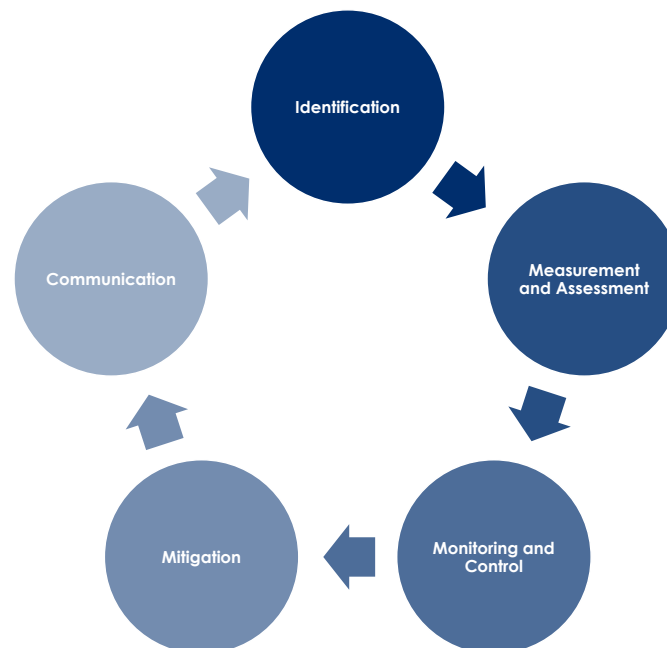 Identification
Measurement
and Assessment
Monitoring and
Control
Mitigation
Communication